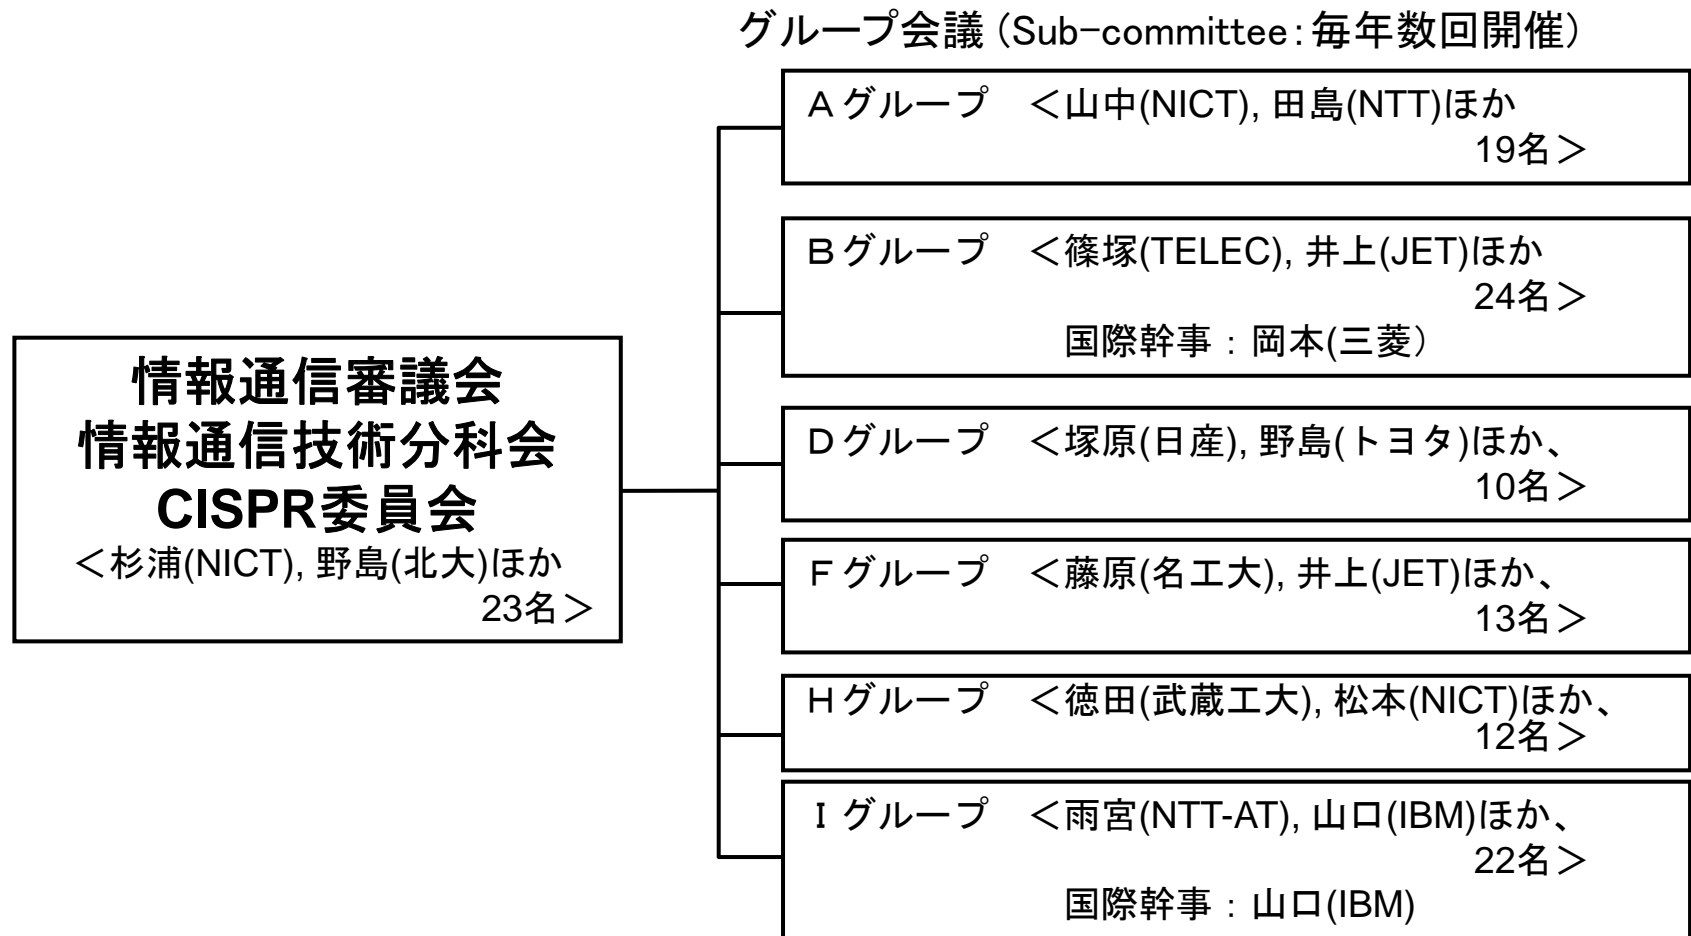 グループ会議（Sub−committee：毎年数回開催）
Ａグループ　＜山中(NICT), 田島(NTT)ほか
19名＞
Ｂグループ　＜篠塚(TELEC), 井上(JET)ほか
24名＞
国際幹事：岡本(三菱）
情報通信審議会
情報通信技術分科会
CISPR委員会
＜杉浦(NICT), 野島(北大)ほか
23名＞
Ｄグループ　＜塚原(日産), 野島(トヨタ)ほか、
10名＞
Ｆグループ　＜藤原(名工大), 井上(JET)ほか、
13名＞
Ｈグループ　＜徳田(武蔵工大), 松本(NICT)ほか、
12名＞
Ｉグループ　＜雨宮(NTT-AT), 山口(IBM)ほか、
22名＞
国際幹事：山口(IBM)